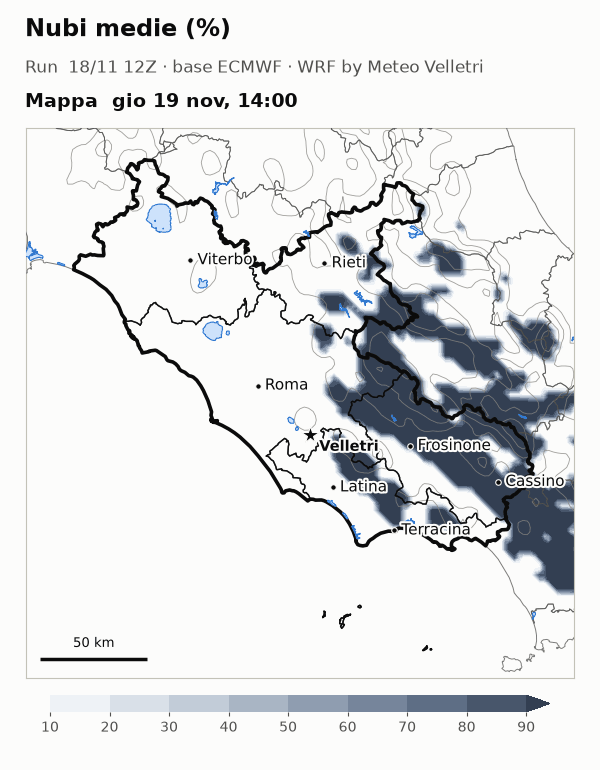 Nubi medie (%)
Run  18/11 12Z · base ECMWF · WRF by Meteo Velletri
Mappa  gio 19 nov, 14:00
Viterbo
Rieti
Roma
Velletri
Frosinone
Latina
Cassino
Terracina
50 km
10 20 30 40 50 60 70 80 90